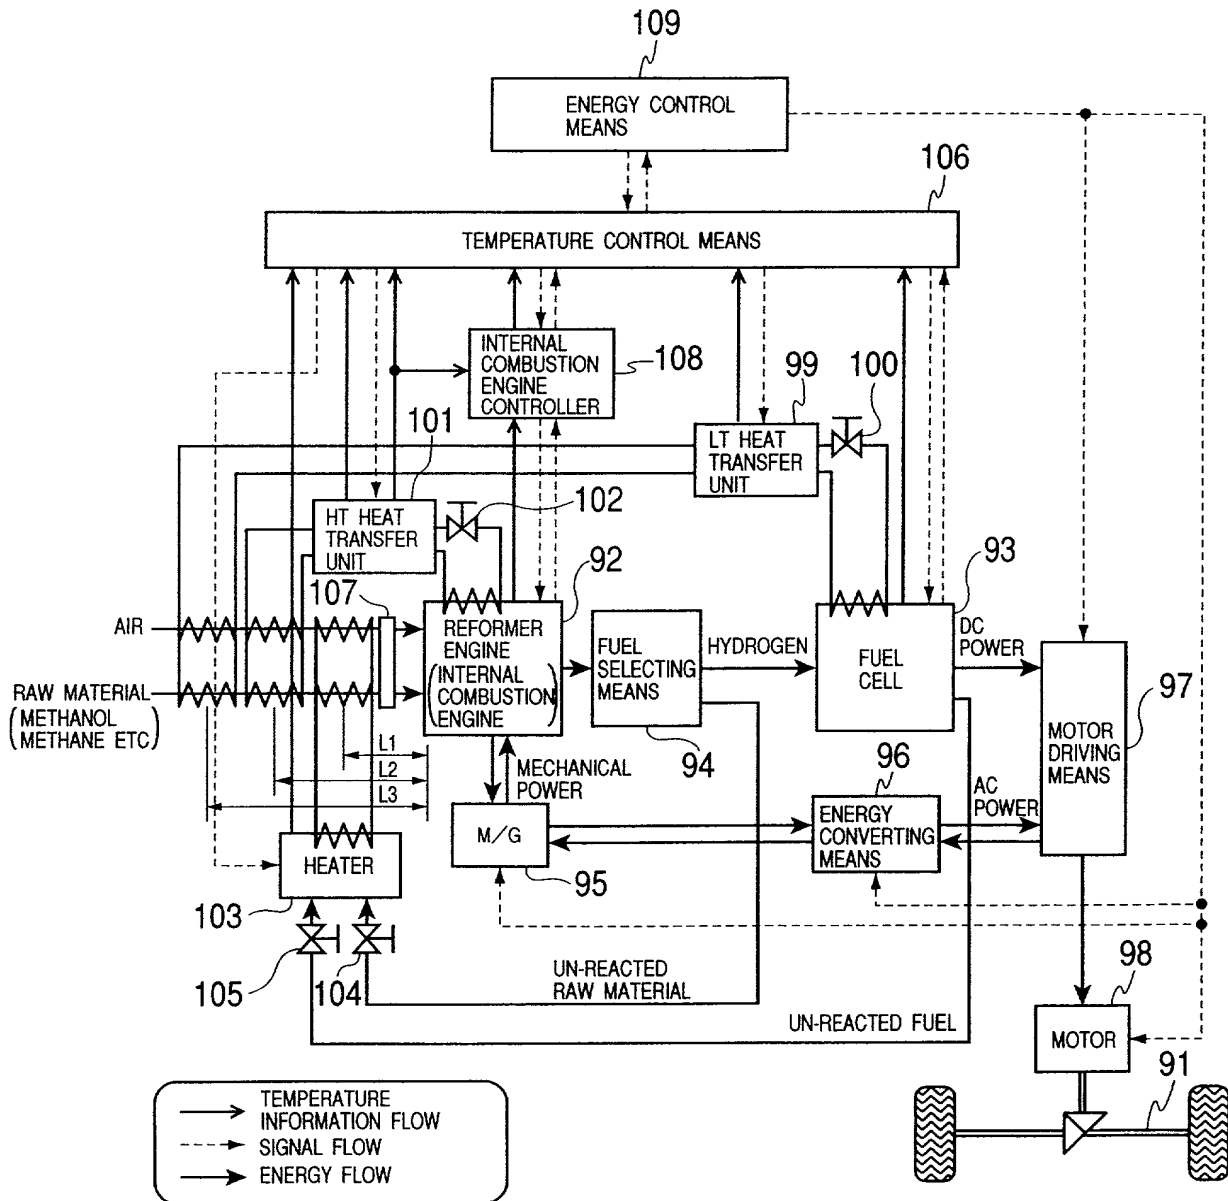 109
ENERGY CONTROL
MEANS
106
TEMPERATURE CONTROL MEANS
INTERNAL
COMBUSTION
ENGINE
CONTROLLER
108
99
100
101
LT HEAT
TRANSFER
UNIT
HT HEAT
TRANSFER
UNIT
102
92
93
107
AIR
REFORMER
ENGINE
(INTERNAL
COMBUSTION
ENGINE)
FUEL
SELECTING
MEANS
HYDROGEN
FUEL
CELL
DC
POWER
97
RAW MATERIAL
(METHANOL
METHANE ETC)
L1
L2
L3
MECHANICAL
POWER
94
96
MOTOR
DRIVING
MEANS
M/G
ENERGY
CONVERTING
MEANS
AC
POWER
HEATER
95
103
105
104
UN-REACTED
RAW MATERIAL
98
UN-REACTED FUEL
MOTOR
91
TEMPERATURE
INFORMATION FLOW
SIGNAL FLOW
ENERGY FLOW